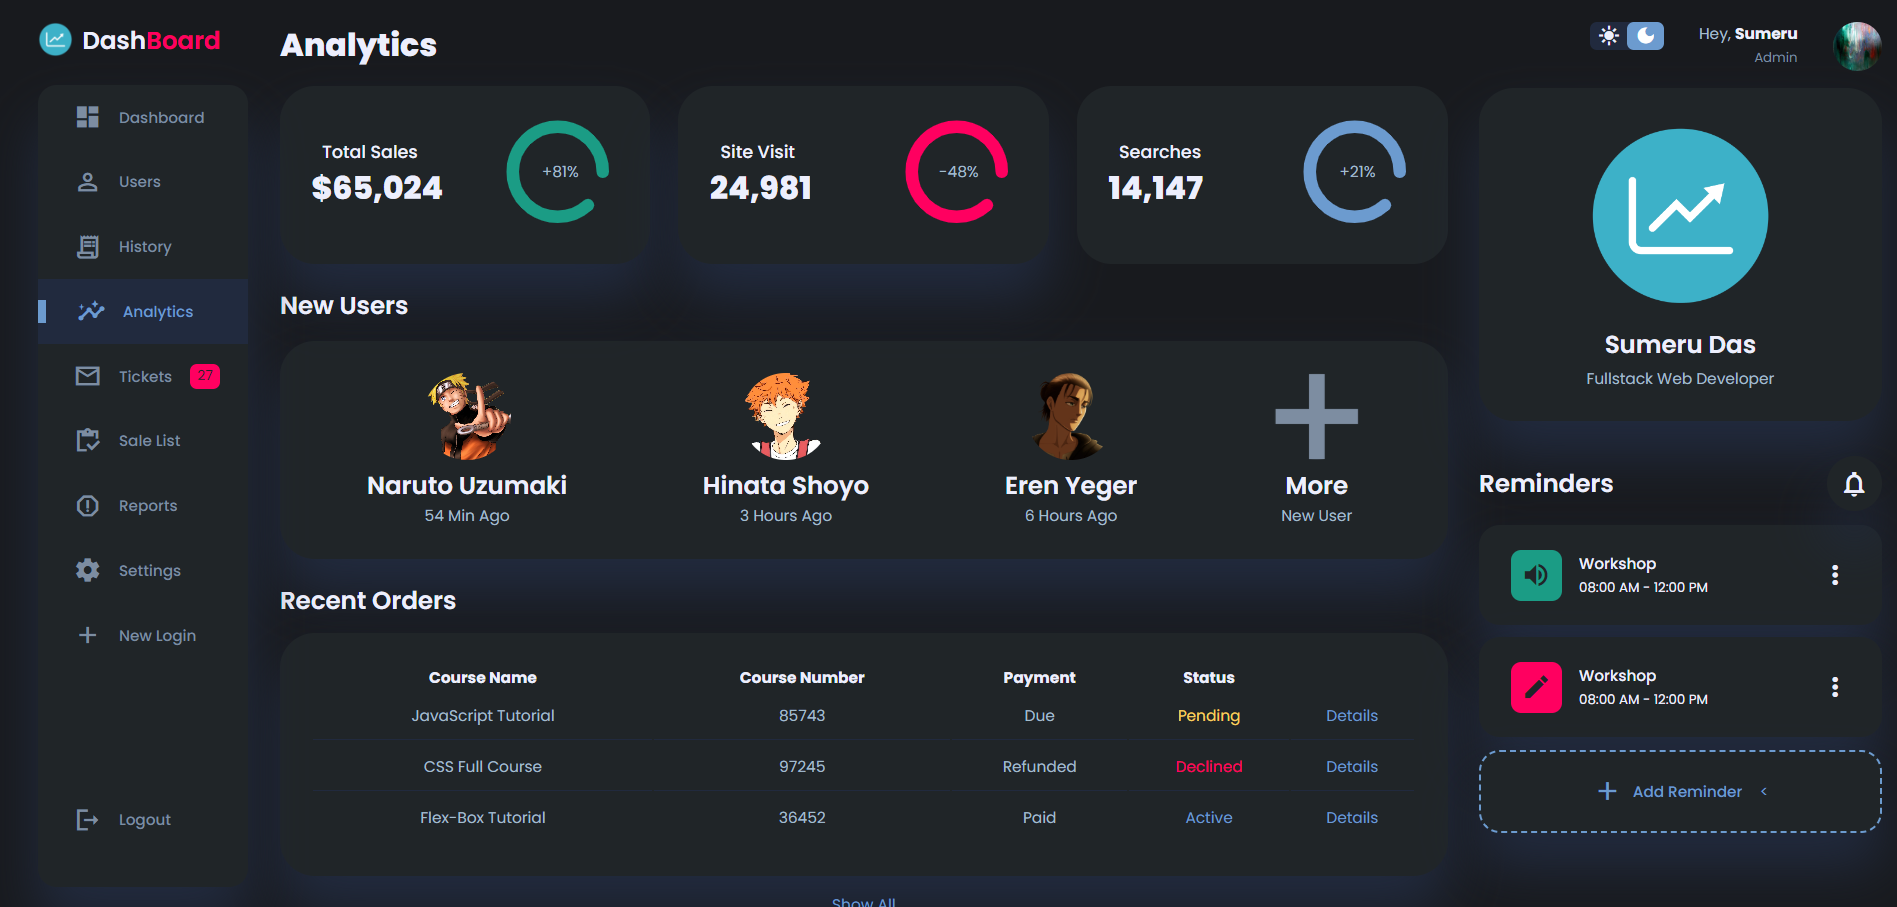 DashBoard
Dashboard
Users
History
Analytics
Tickets 27
Sale List
Reports
Settings
New Login
Logout
Analytics
Total Sales
$65,024
+81%
Site Visit
24,981
-48%
Searches
14,147
+21%
New Users
Naruto Uzumaki
54 Min Ago
Hinata Shoyo
3 Hours Ago
Eren Yeger
6 Hours Ago
More
New User
Recent Orders
Course Name Course Number Payment Status
JavaScript Tutorial 85743 Due Pending Details
CSS Full Course 97245 Refunded Declined Details
Flex-Box Tutorial 36452 Paid Active Details
Show All
Hey, Sumeru
Admin
Sumeru Das
Fullstack Web Developer
Reminders
Workshop
08:00 AM - 12:00 PM
Workshop
08:00 AM - 12:00 PM
Add Reminder <